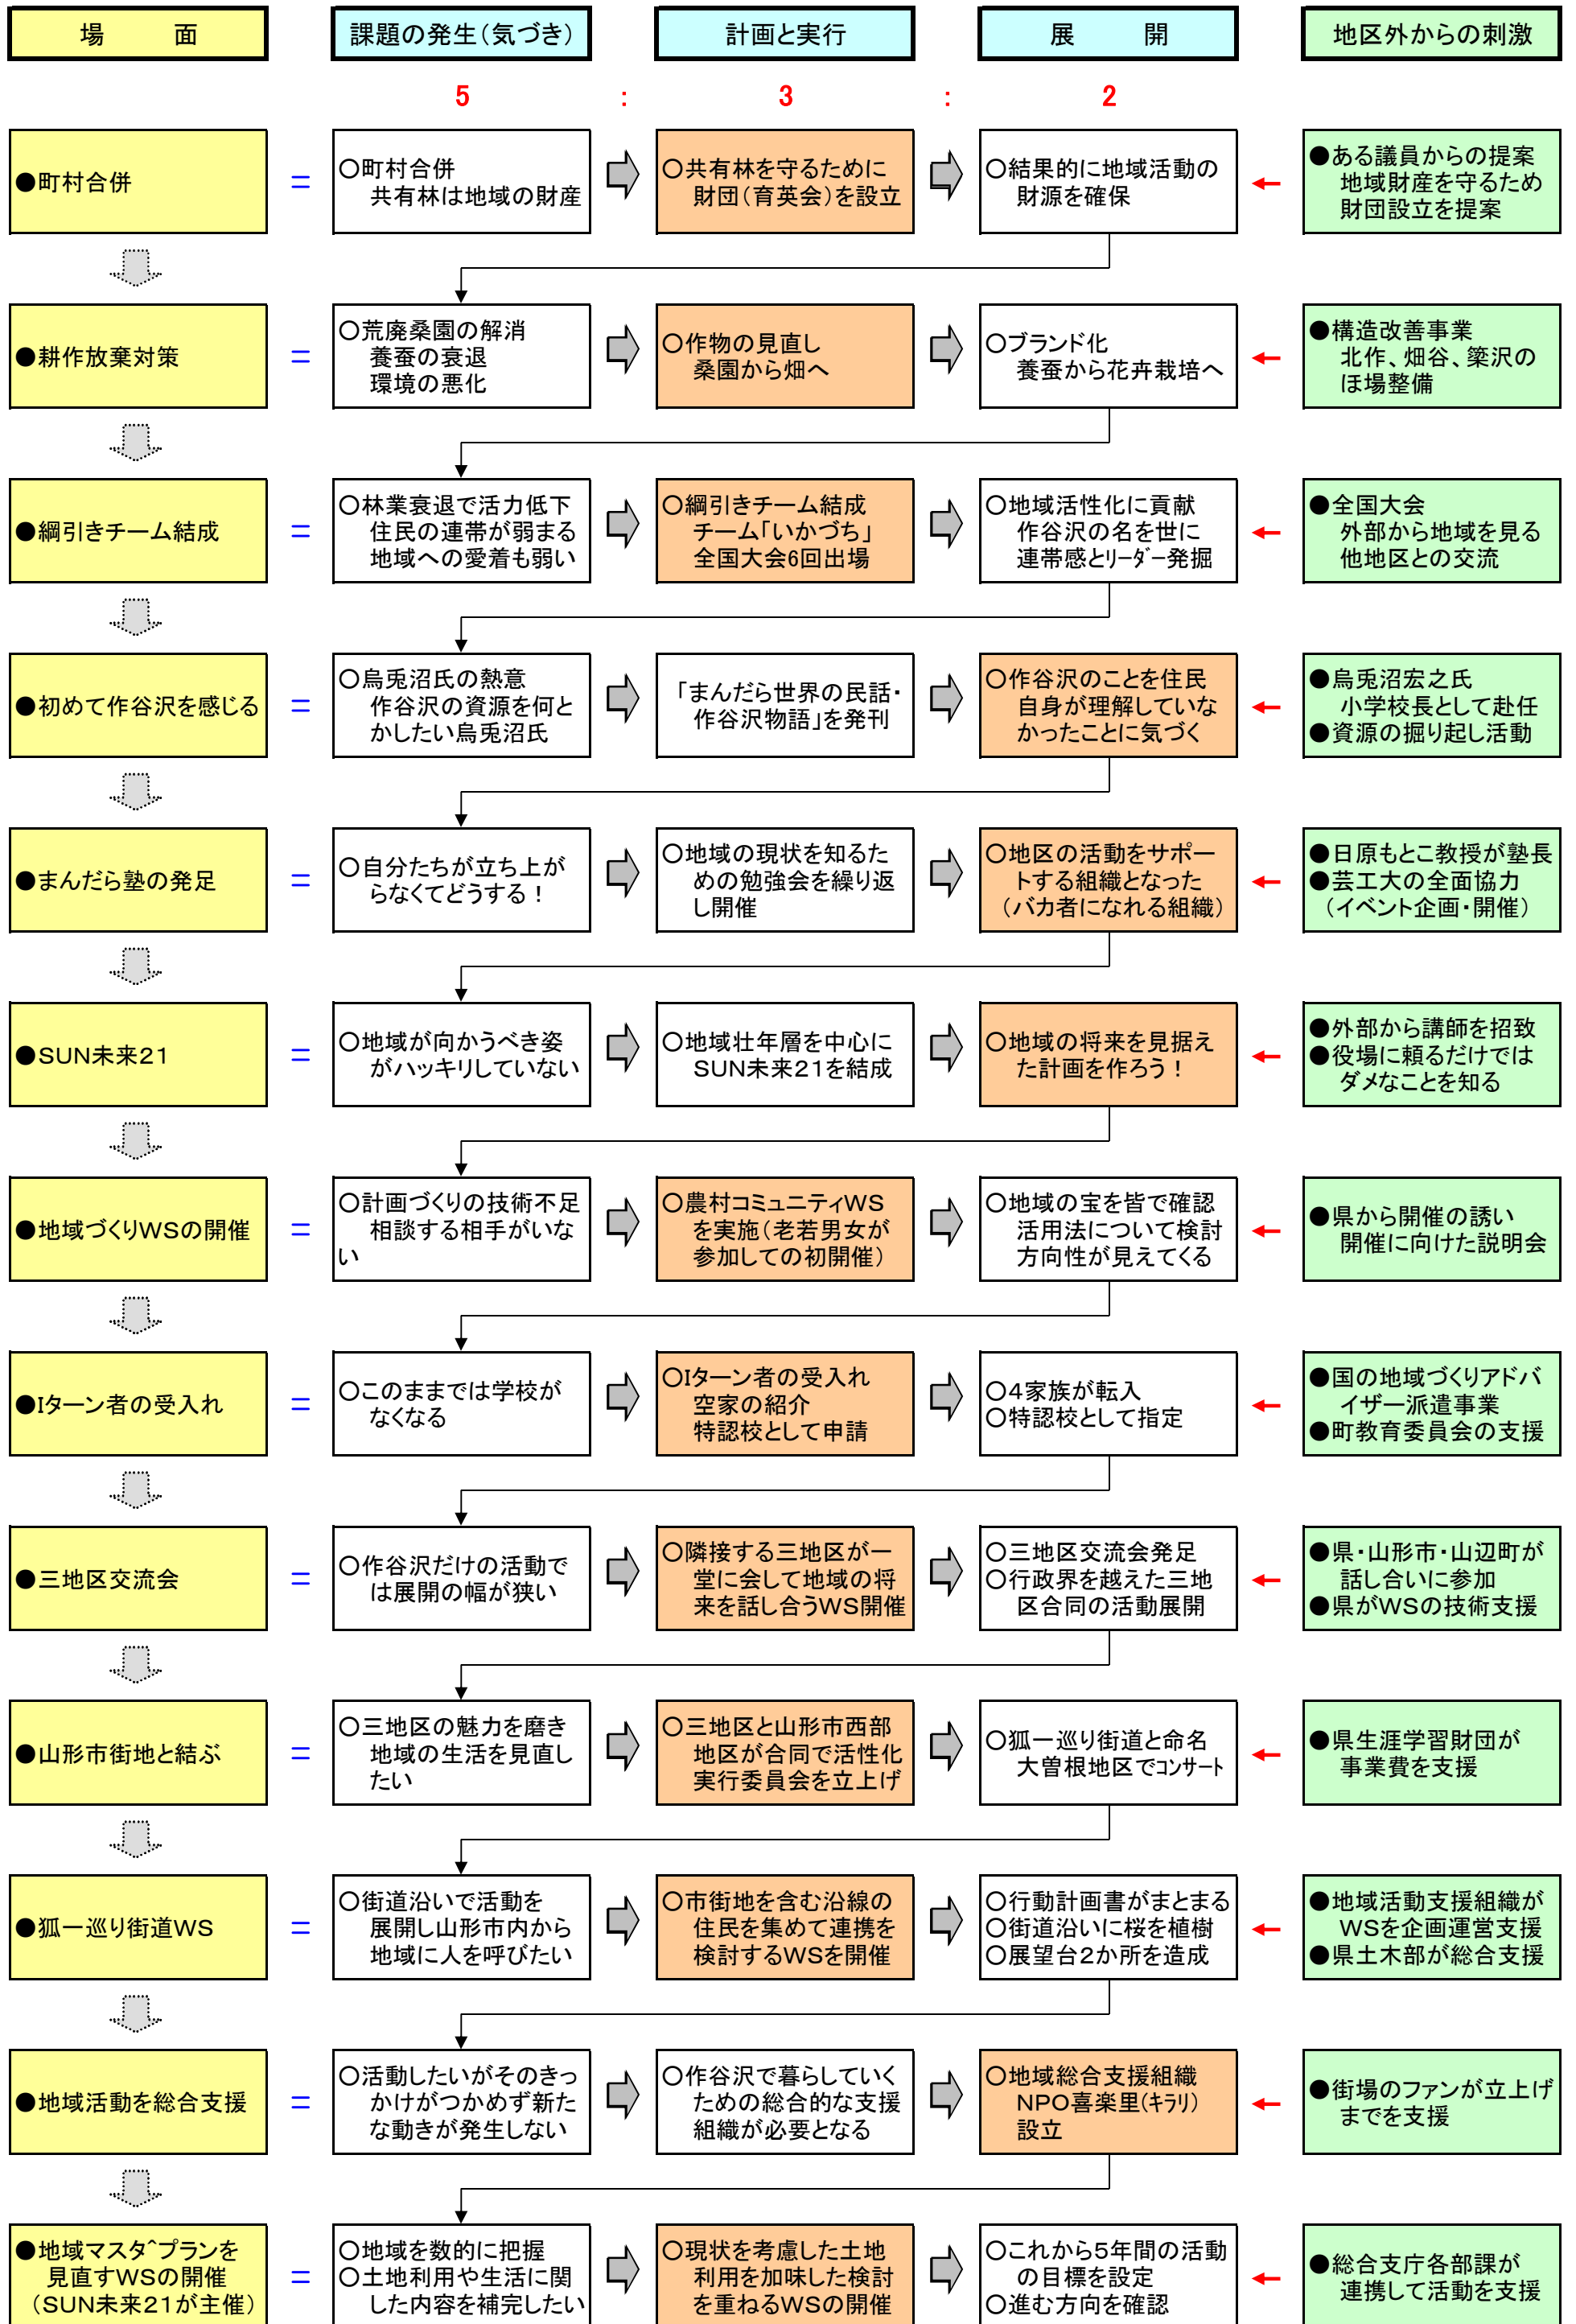 場　　面
課題の発生（気づき）
計画と実行
展　　開
地区外からの刺激
5　：　3　：　2
●町村合併
＝
○町村合併
共有林は地域の財産
○共有林を守るために
財団（育英会）を設立
○結果的に地域活動の
財源を確保
●ある議員からの提案
地域財産を守るため
財団設立を提案
●耕作放棄対策
＝
○荒廃桑園の解消
養蚕の衰退
環境の悪化
○作物の見直し
桑園から畑へ
○ブランド化
養蚕から花卉栽培へ
●構造改善事業
北作、畑谷、簗沢の
ほ場整備
●綱引きチーム結成
＝
○林業衰退で活力低下
住民の連帯が弱まる
地域への愛着も弱い
○綱引きチーム結成
チーム「いかづち」
全国大会6回出場
○地域活性化に貢献
作谷沢の名を世に
連帯感とﾘｰﾀﾞｰ発掘
●全国大会
外部から地域を見る
他地区との交流
●初めて作谷沢を感じる
＝
○烏兎沼氏の熱意
作谷沢の資源を何と
かしたい烏兎沼氏
「まんだら世界の民話・
作谷沢物語」を発刊
○作谷沢のことを住民
自身が理解していな
かったことに気づく
●烏兎沼宏之氏
小学校長として赴任
●資源の掘り起し活動
●まんだら塾の発足
＝
○自分たちが立ち上が
らなくてどうする！
○地域の現状を知るた
めの勉強会を繰り返
し開催
○地区の活動をサポー
トする組織となった
（バカ者になれる組織）
●日原もとこ教授が塾長
●芸工大の全面協力
（イベント企画・開催）
●SUN未来21
＝
○地域が向かうべき姿
がハッキリしていない
○地域壮年層を中心に
SUN未来21を結成
○地域の将来を見据え
た計画を作ろう！
●外部から講師を招致
●役場に頼るだけでは
ダメなことを知る
●地域づくりWSの開催
＝
○計画づくりの技術不足
相談する相手がいな
い
○農村コミュニティWS
を実施（老若男女が
参加しての初開催）
○地域の宝を皆で確認
活用法について検討
方向性が見えてくる
●県から開催の誘い
開催に向けた説明会
●Iターン者の受入れ
＝
○このままでは学校が
なくなる
○Iターン者の受入れ
空家の紹介
特認校として申請
○4家族が転入
○特認校として指定
●国の地域づくりアドバ
イザー派遣事業
●町教育委員会の支援
●三地区交流会
＝
○作谷沢だけの活動で
は展開の幅が狭い
○隣接する三地区が一
堂に会して地域の将
来を話し合うWS開催
○三地区交流会発足
○行政界を越えた三地
区合同の活動展開
●県・山形市・山辺町が
話し合いに参加
●県がWSの技術支援
●山形市街地と結ぶ
＝
○三地区の魅力を磨き
地域の生活を見直し
たい
○三地区と山形市西部
地区が合同で活性化
実行委員会を立上げ
○狐一巡り街道と命名
大曽根地区でｺﾝｻｰﾄ
●県生涯学習財団が
事業費を支援
●狐一巡り街道WS
＝
○街道沿いで活動を
展開し山形市内から
地域に人を呼びたい
○市街地を含む沿線の
住民を集めて連携を
検討するWSを開催
○行動計画書がまとまる
○街道沿いに桜を植樹
○展望台2か所を造成
●地域活動支援組織が
WSを企画運営支援
●県土木部が総合支援
●地域活動を総合支援
＝
○活動したいがそのきっ
かけがつかめず新た
な動きが発生しない
○作谷沢で暮らしていく
ための総合的な支援
組織が必要となる
○地域総合支援組織
NPO喜楽里(ｷﾗﾘ)
設立
●街場のファンが立上げ
までを支援
●地域マスタ^プランを
見直すWSの開催
（SUN未来21が主催）
＝
○地域を数的に把握
○土地利用や生活に関
した内容を補完したい
○現状を考慮した土地
利用を加味した検討
を重ねるWSの開催
○これから5年間の活動
の目標を設定
○進む方向を確認
●総合支庁各部課が
連携して活動を支援